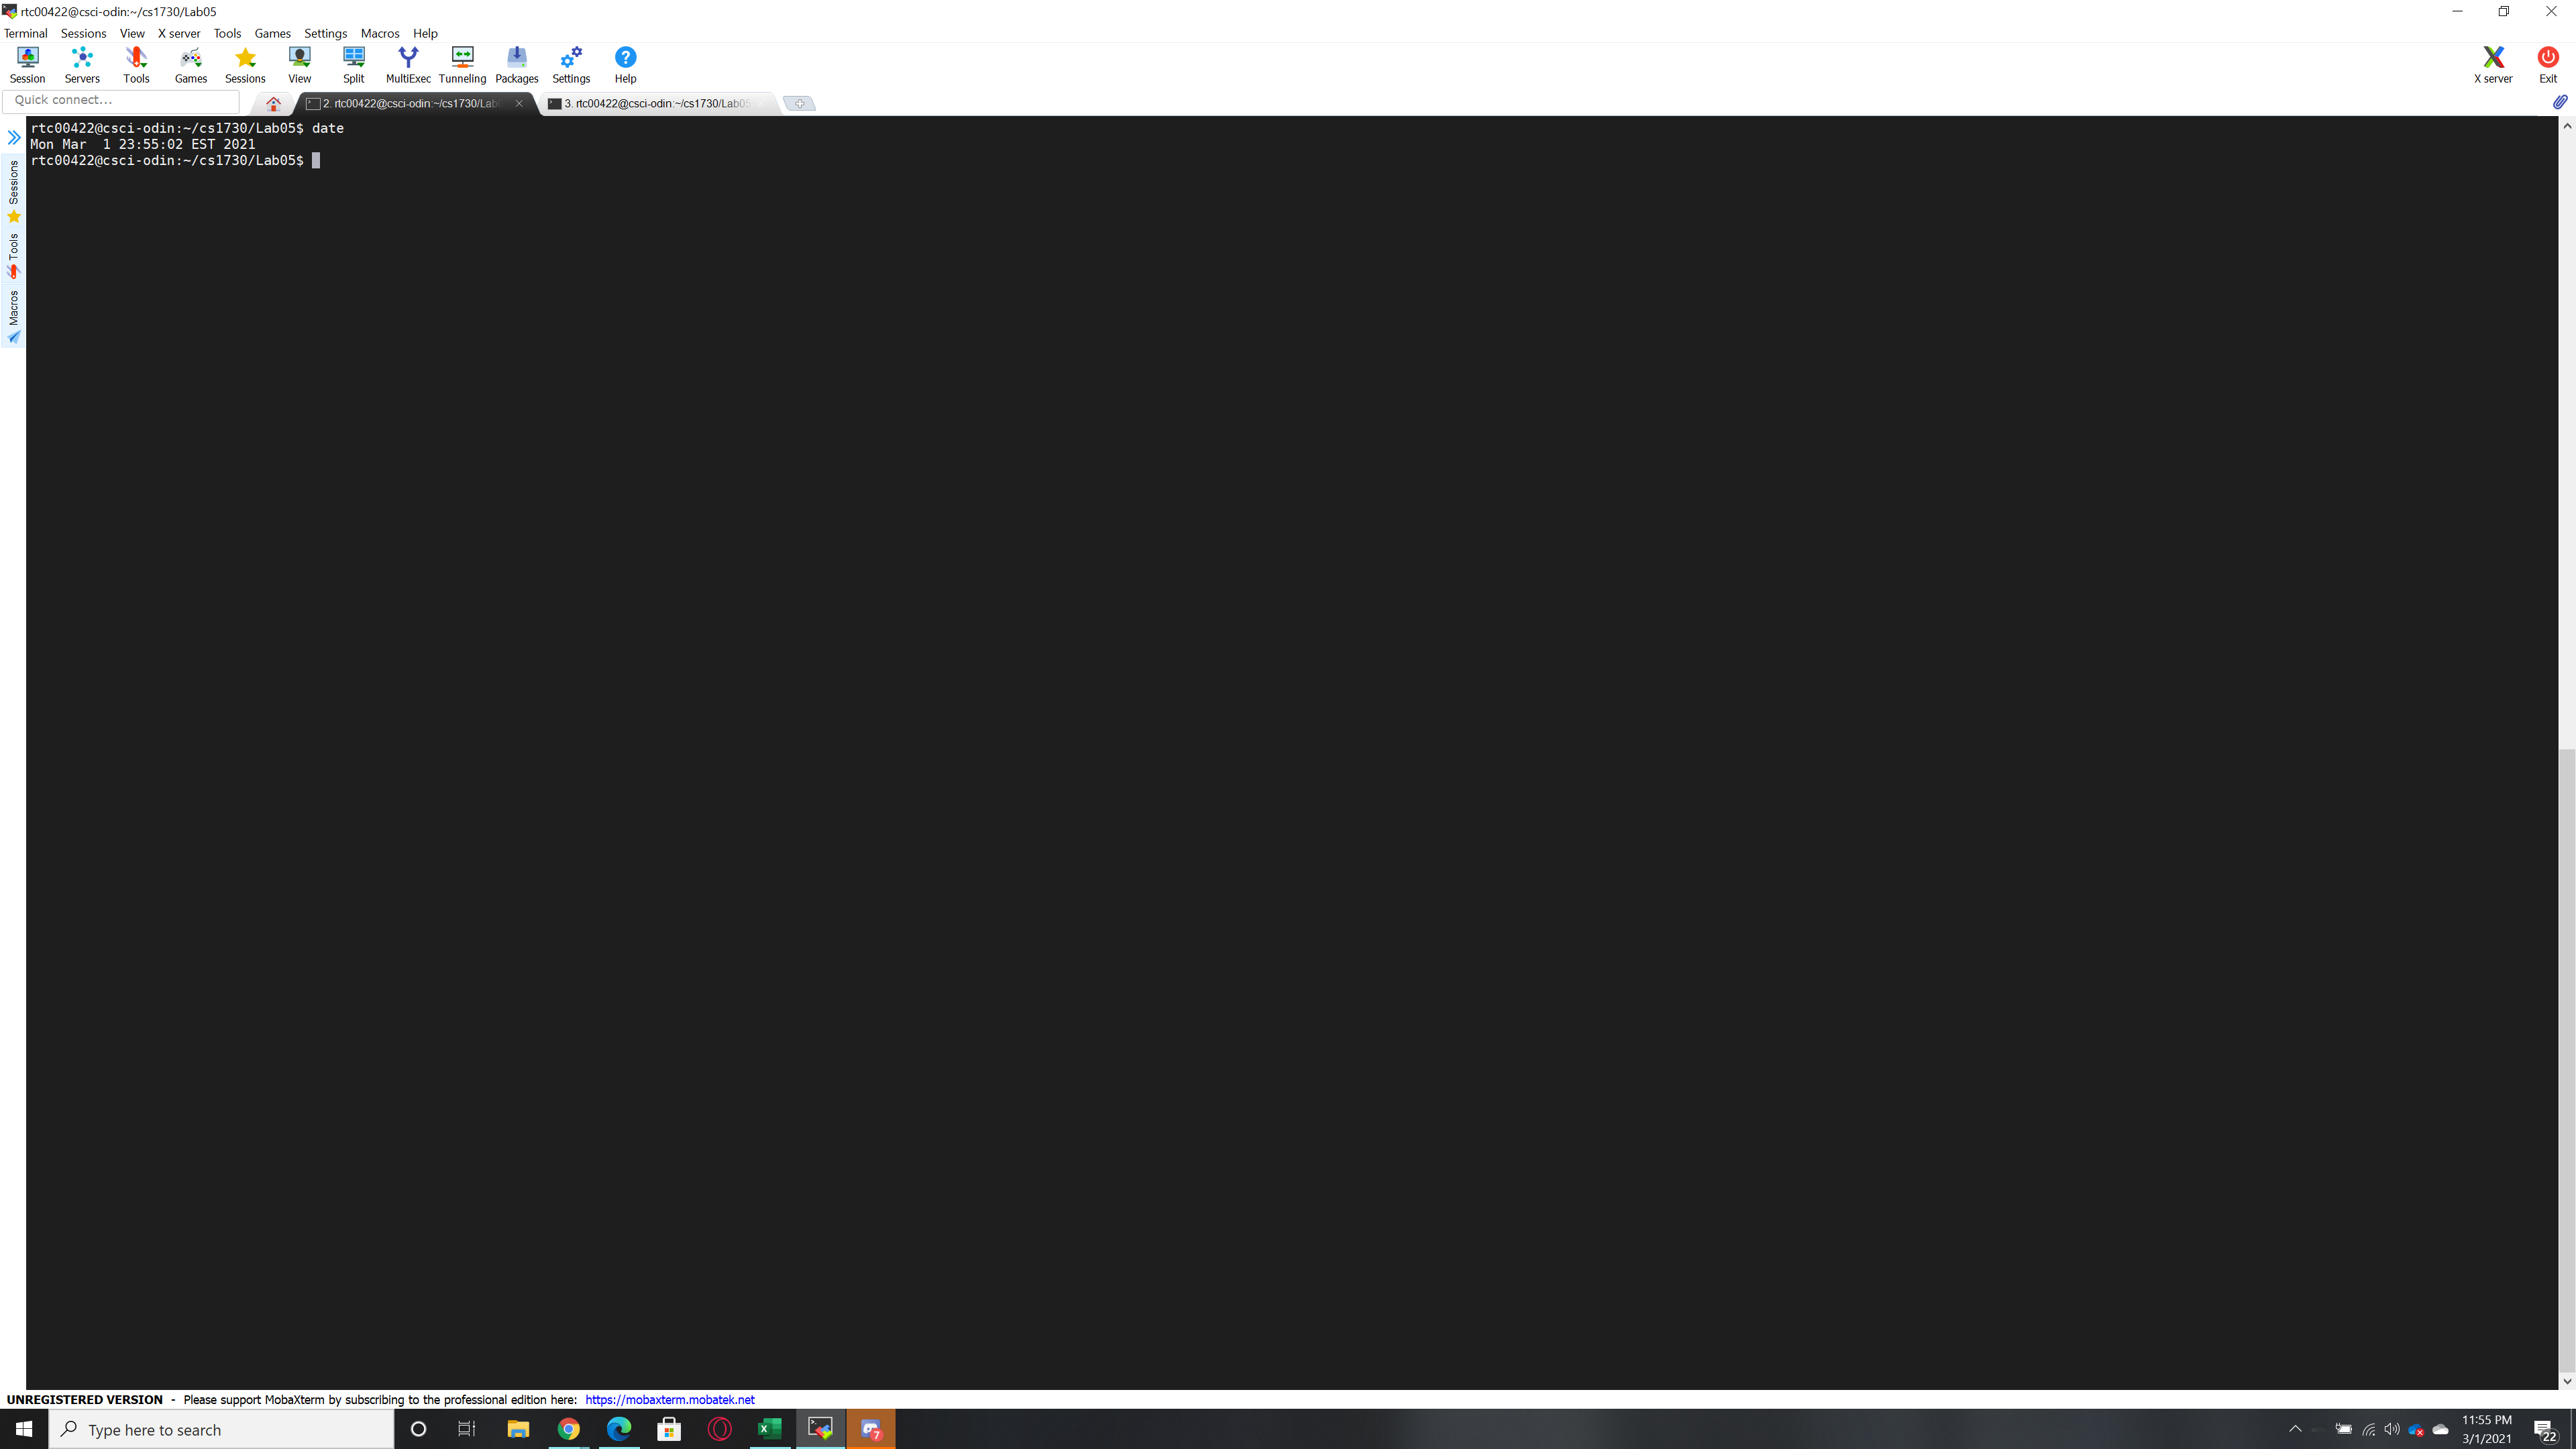 rtc00422@csci-odin:~/cs1730/Lab05
Terminal Sessions View X server Tools Games Settings Macros Help
Session Servers Tools Games Sessions View Split MultiExec Tunneling Packages Settings Help X server Exit
Quick connect...
2. rtc00422@csci-odin:~/cs1730/Lab
3. rtc00422@csci-odin:~/cs1730/Lab05
rtc00422@csci-odin:~/cs1730/Lab05$ date
Mon Mar  1 23:55:02 EST 2021
rtc00422@csci-odin:~/cs1730/Lab05$
Sessions
Tools
Macros
UNREGISTERED VERSION - Please support MobaXterm by subscribing to the professional edition here: https://mobaxterm.mobatek.net
Type here to search
7
11:55 PM
3/1/2021
22